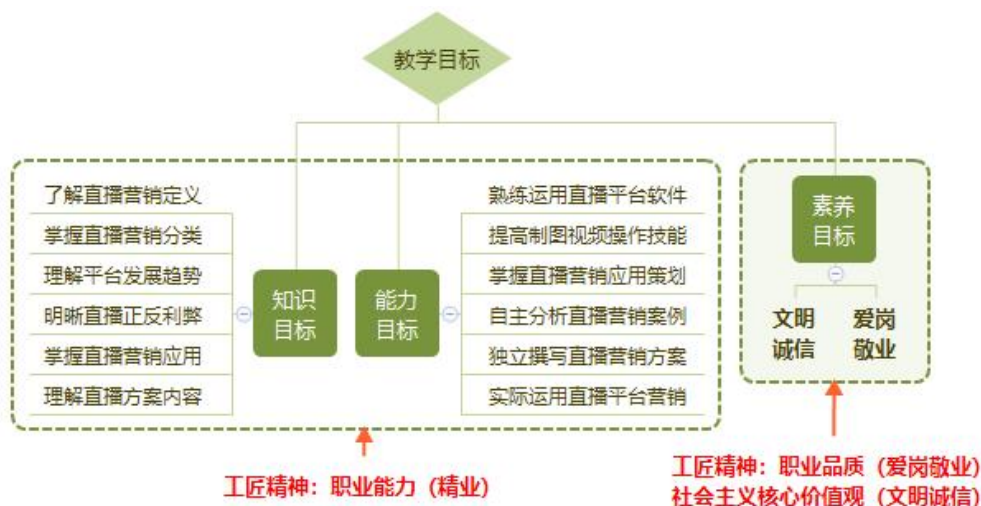 教学目标
了解直播营销定义
掌握直播营销分类
理解平台发展趋势
明晰直播正反利弊
掌握直播营销应用
理解直播方案内容
知识
目标
能力
目标
熟练运用直播平台软件
提高制图视频操作技能
掌握直播营销应用策划
自主分析直播营销案例
独立撰写直播营销方案
实际运用直播平台营销
素养
目标
文明
诚信
爱岗
敬业
工匠精神：职业能力（精业）
工匠精神：职业品质（爱岗敬业）
社会主义核心价值观（文明诚信）